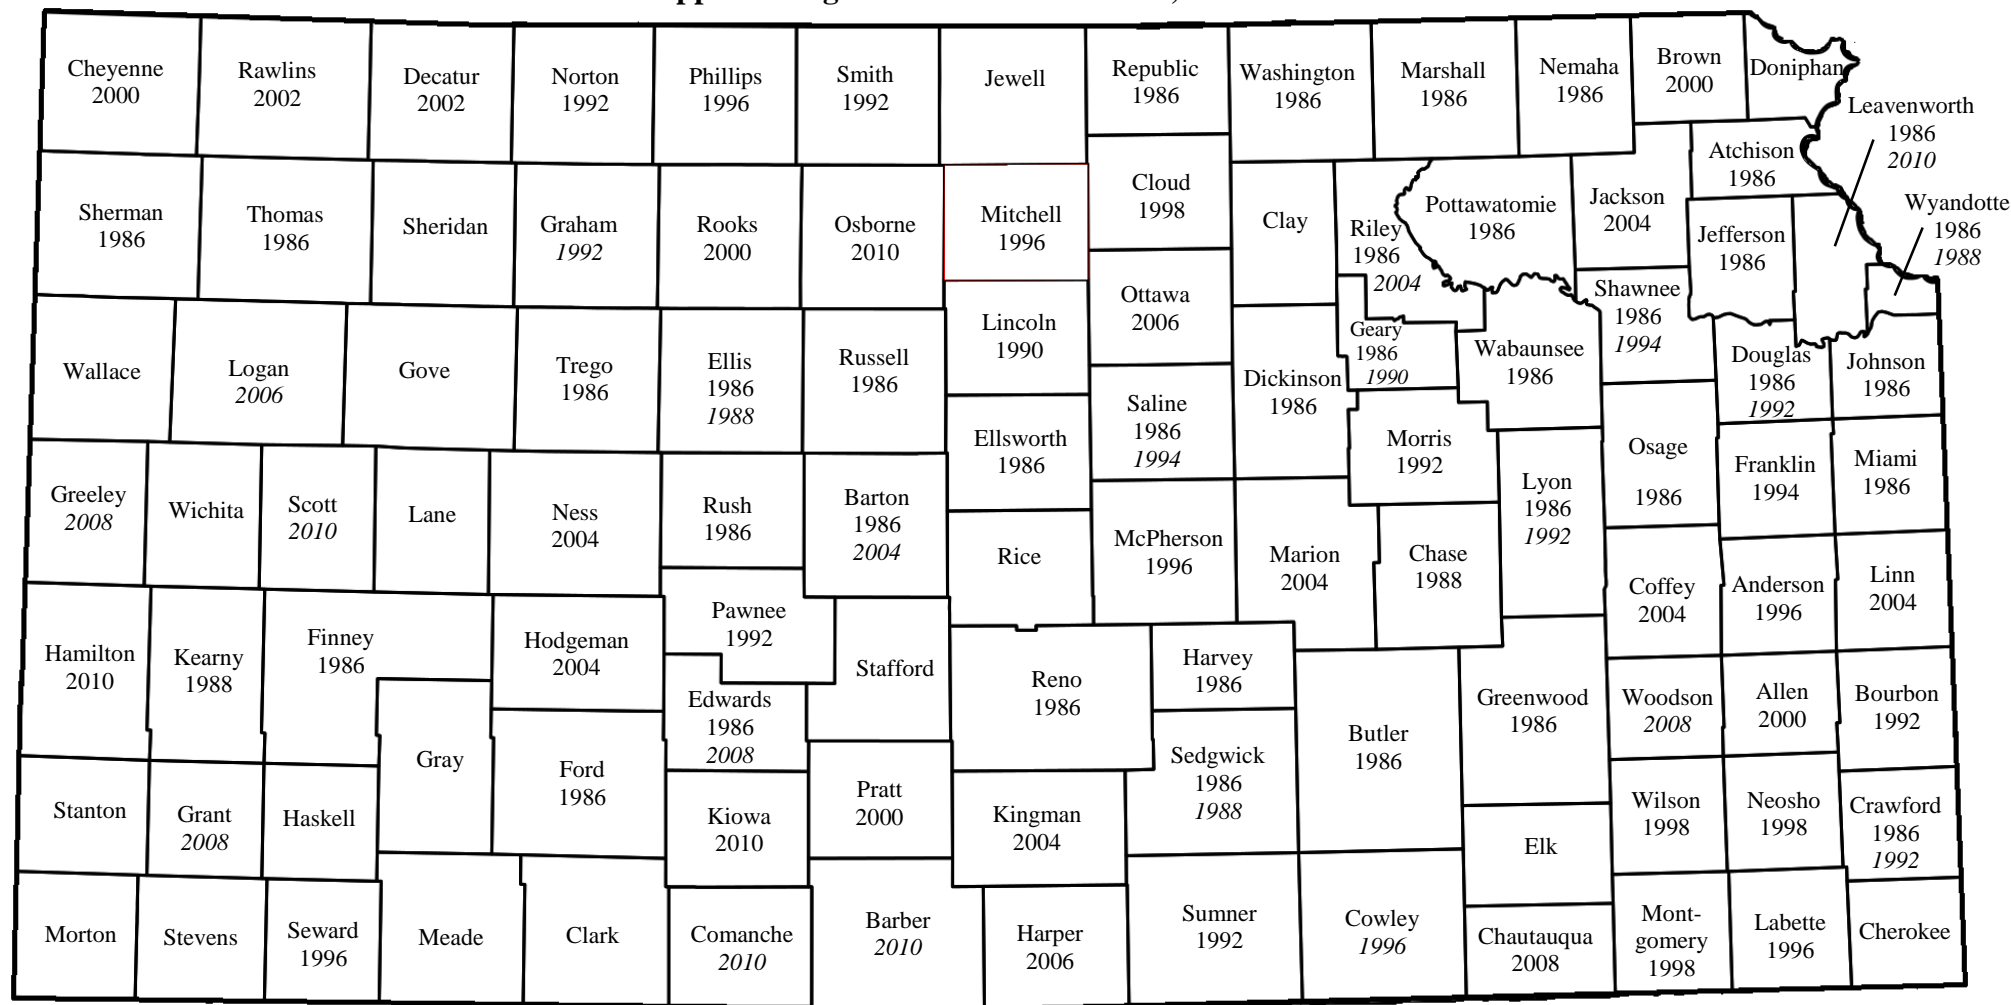 Cheyenne
2000
Rawlins
2002
Decatur
2002
Norton
1992
Phillips
1996
Smith
1992
Jewell
Republic
1986
Washington
1986
Marshall
1986
Nemaha
1986
Brown
2000
Doniphan
Leavenworth
1986
2010
Atchison
1986
Wyandotte
1986
1988
Sherman
1986
Thomas
1986
Sheridan
Graham
1992
Rooks
2000
Osborne
2010
Mitchell
1996
Cloud
1998
Clay
Riley
1986
2004
Pottawatomie
1986
Jackson
2004
Jefferson
1986
Shawnee
1986
1994
Wallace
Logan
2006
Gove
Trego
1986
Ellis
1986
1988
Russell
1986
Lincoln
1990
Ottawa
2006
Dickinson
1986
Geary
1986
1990
Wabaunsee
1986
Douglas
1986
1992
Johnson
1986
Ellsworth
1986
Saline
1986
1994
Morris
1992
Osage
1986
Franklin
1994
Miami
1986
Greeley
2008
Wichita
Scott
2010
Lane
Ness
2004
Rush
1986
Barton
1986
2004
Rice
McPherson
1996
Marion
2004
Chase
1988
Lyon
1986
1992
Coffey
2004
Anderson
1996
Linn
2004
Hamilton
2010
Kearny
1988
Finney
1986
Hodgeman
2004
Pawnee
1992
Stafford
Reno
1986
Harvey
1986
Greenwood
1986
Woodson
2008
Allen
2000
Bourbon
1992
Edwards
1986
2008
Gray
Ford
1986
Sedgwick
1986
1988
Butler
1986
Stanton
Grant
2008
Haskell
Kiowa
2010
Pratt
2000
Kingman
2004
Elk
Wilson
1998
Neosho
1998
Crawford
1986
1992
Morton
Stevens
Seward
1996
Meade
Clark
Comanche
2010
Barber
2010
Harper
2006
Sumner
1992
Cowley
1996
Chautauqua
2008
Mont-
gomery
1998
Labette
1996
Cherokee